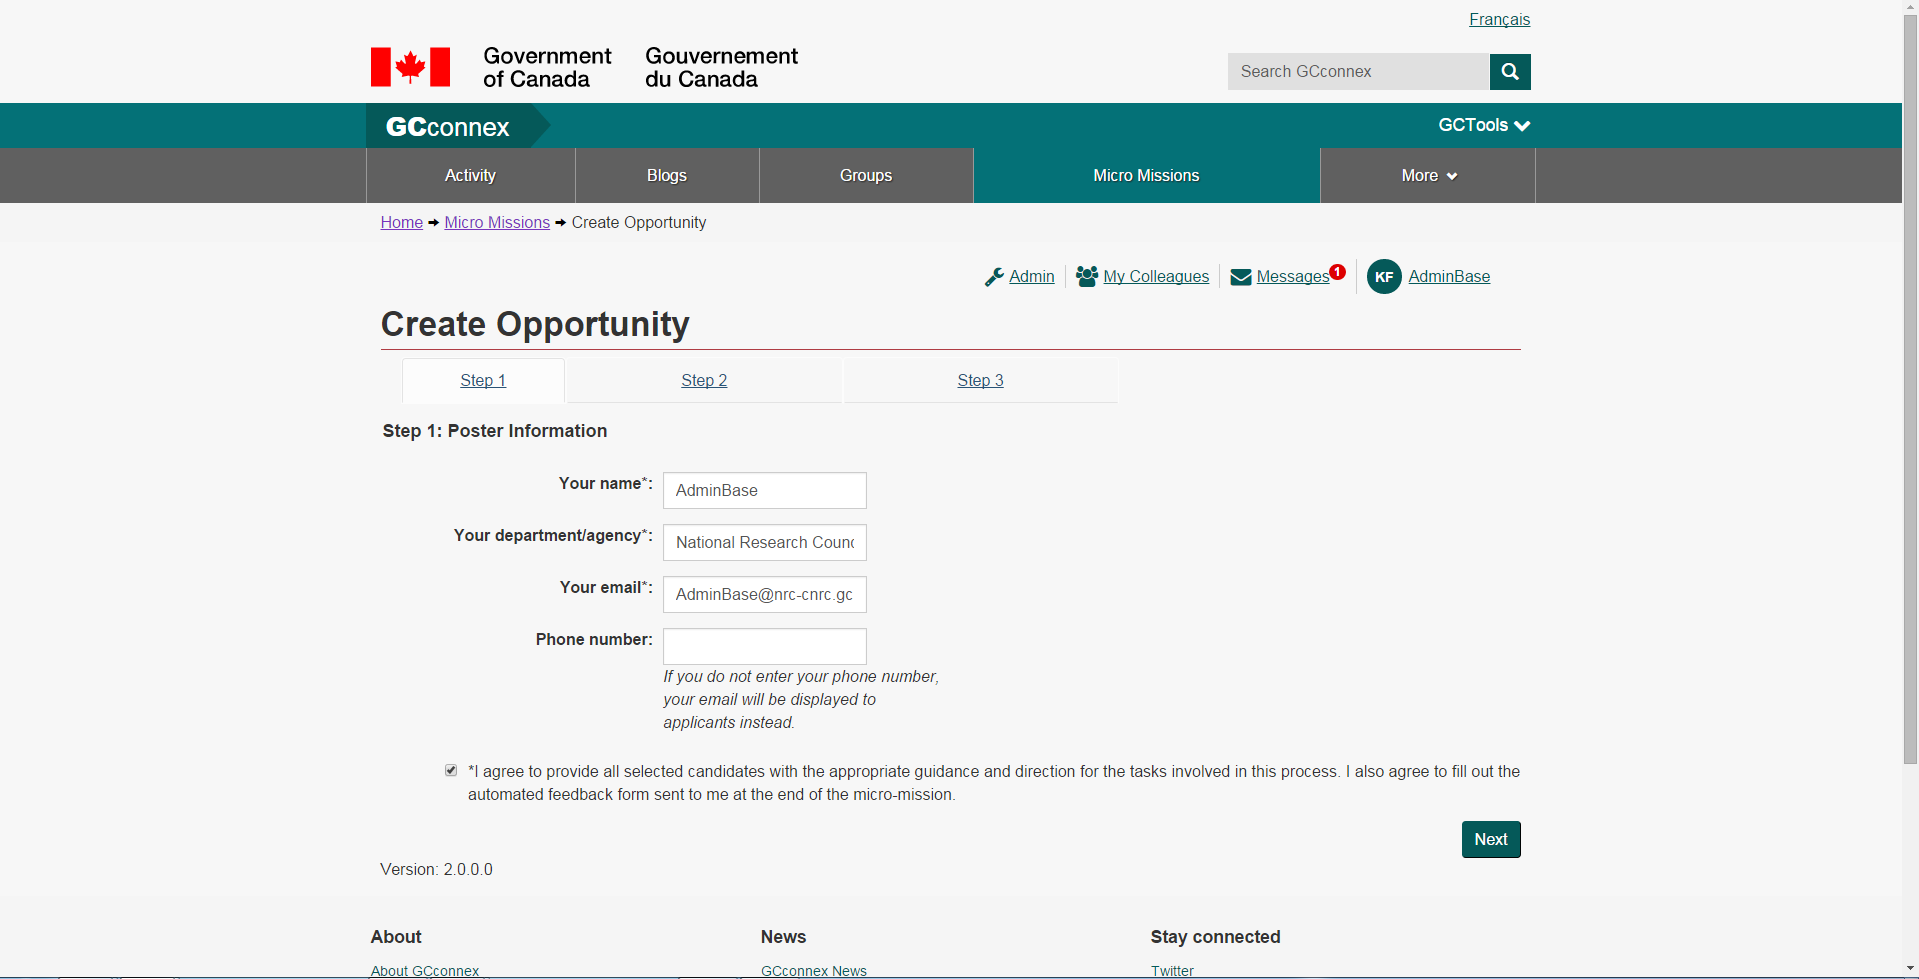 Français
Government
of Canada
Gouvernement
du Canada
Search GCconnex
GCconnex
GCTools
Activity
Blogs
Groups
Micro Missions
More
Home
Micro Missions
Create Opportunity
Admin
My Colleagues
Messages
1
KF
AdminBase
Create Opportunity
Step 1
Step 2
Step 3
Step 1: Poster Information
Your name*:
AdminBase
Your department/agency*:
National Research Counc
Your email*:
AdminBase@nrc-cnrc.gc
Phone number:
If you do not enter your phone number,
your email will be displayed to
applicants instead.
*I agree to provide all selected candidates with the appropriate guidance and direction for the tasks involved in this process. I also agree to fill out the
automated feedback form sent to me at the end of the micro-mission.
Next
Version: 2.0.0.0
About
News
Stay connected
About GCconnex
GCconnex News
Twitter